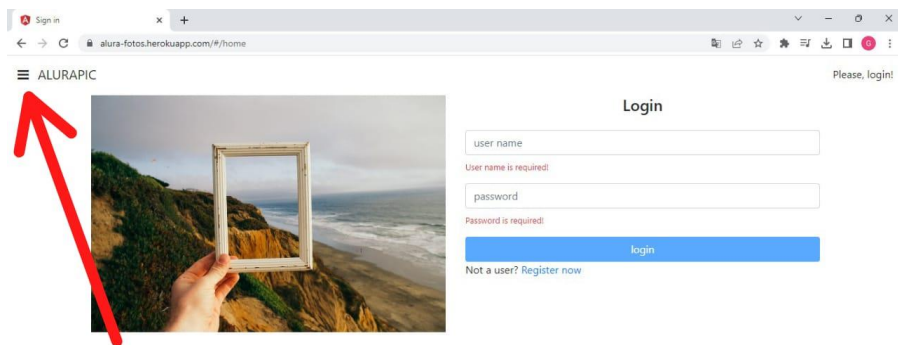 Sign in
alura-fotos.herokuapp.com/#/home
G
ALURAPIC
Please, login!
Login
user name
User name is required!
password
Password is required!
login
Not a user? Register now